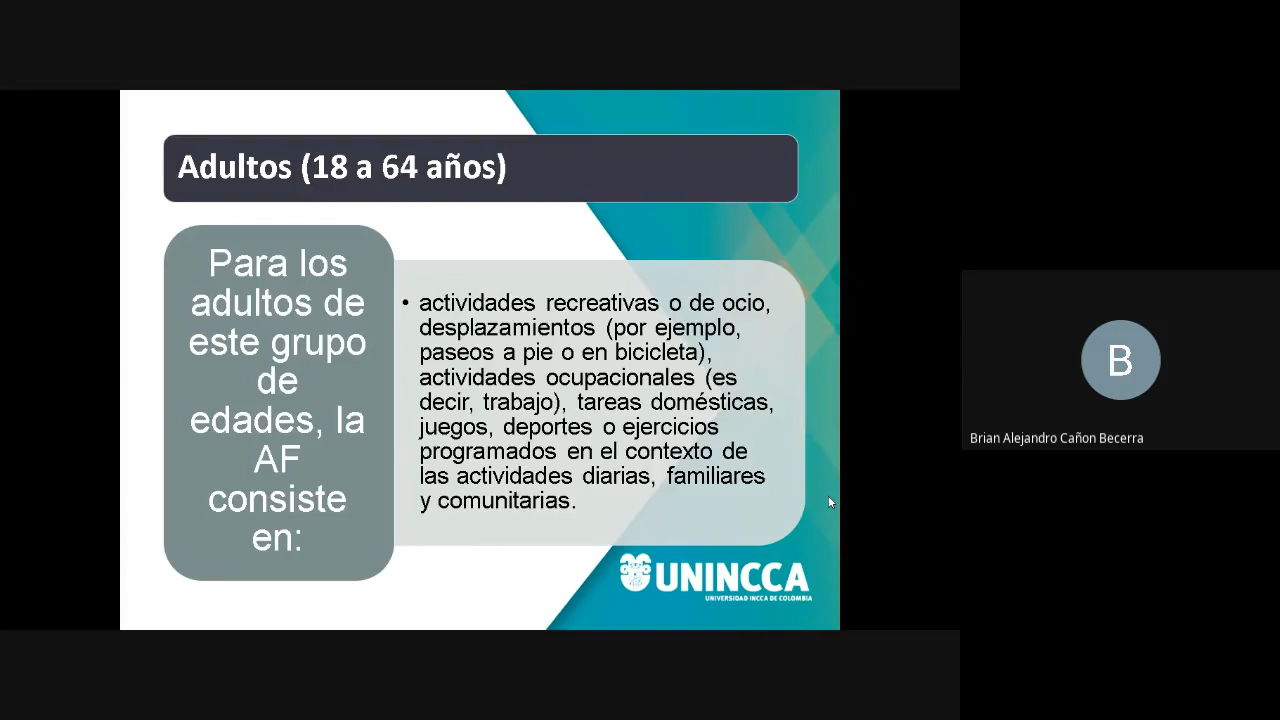 Adultos (18 a 64 años)
Para los
adultos de
este grupo
de
edades, la
AF
consiste
en:
• actividades recreativas o de ocio,
desplazamientos (por ejemplo,
paseos a pie o en bicicleta),
actividades ocupacionales (es
decir, trabajo), tareas domésticas,
juegos, deportes o ejercicios
programados en el contexto de
las actividades diarias, familiares
y comunitarias.
UNINCCA
UNIVERSIDAD INCCA DE COLOMBIA
B
Brian Alejandro Cañon Becerra